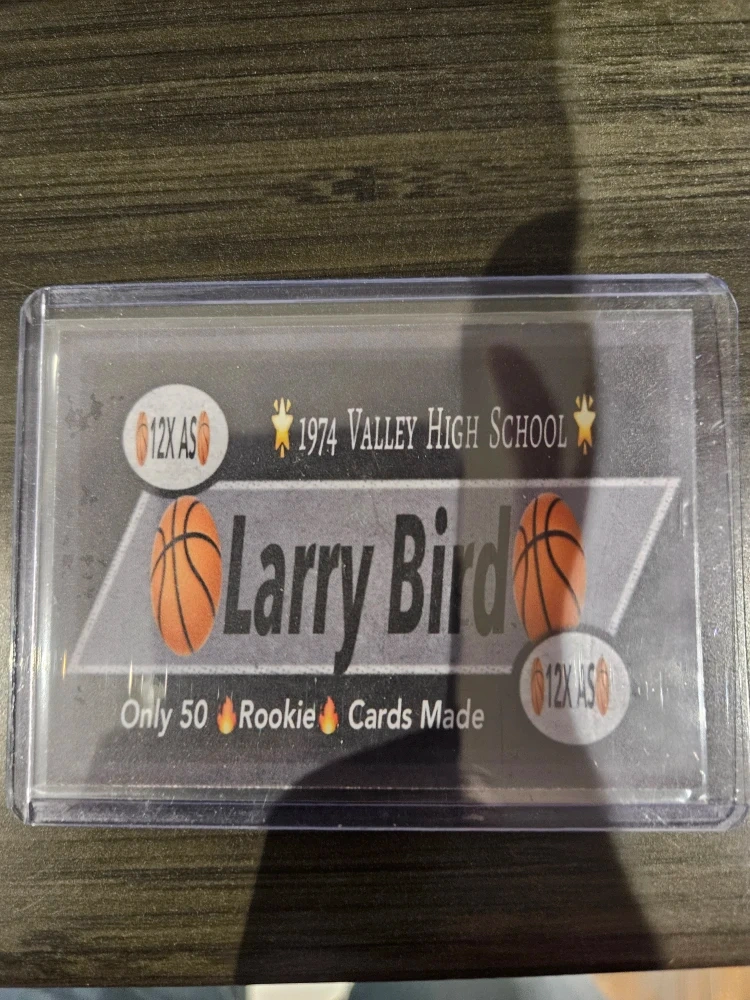 12X AS
🌟1974 VALLEY HIGH SCHOOL🌟
🏀Larry Bird🏀
12X AS
Only 50 🔥Rookie🔥 Cards Made